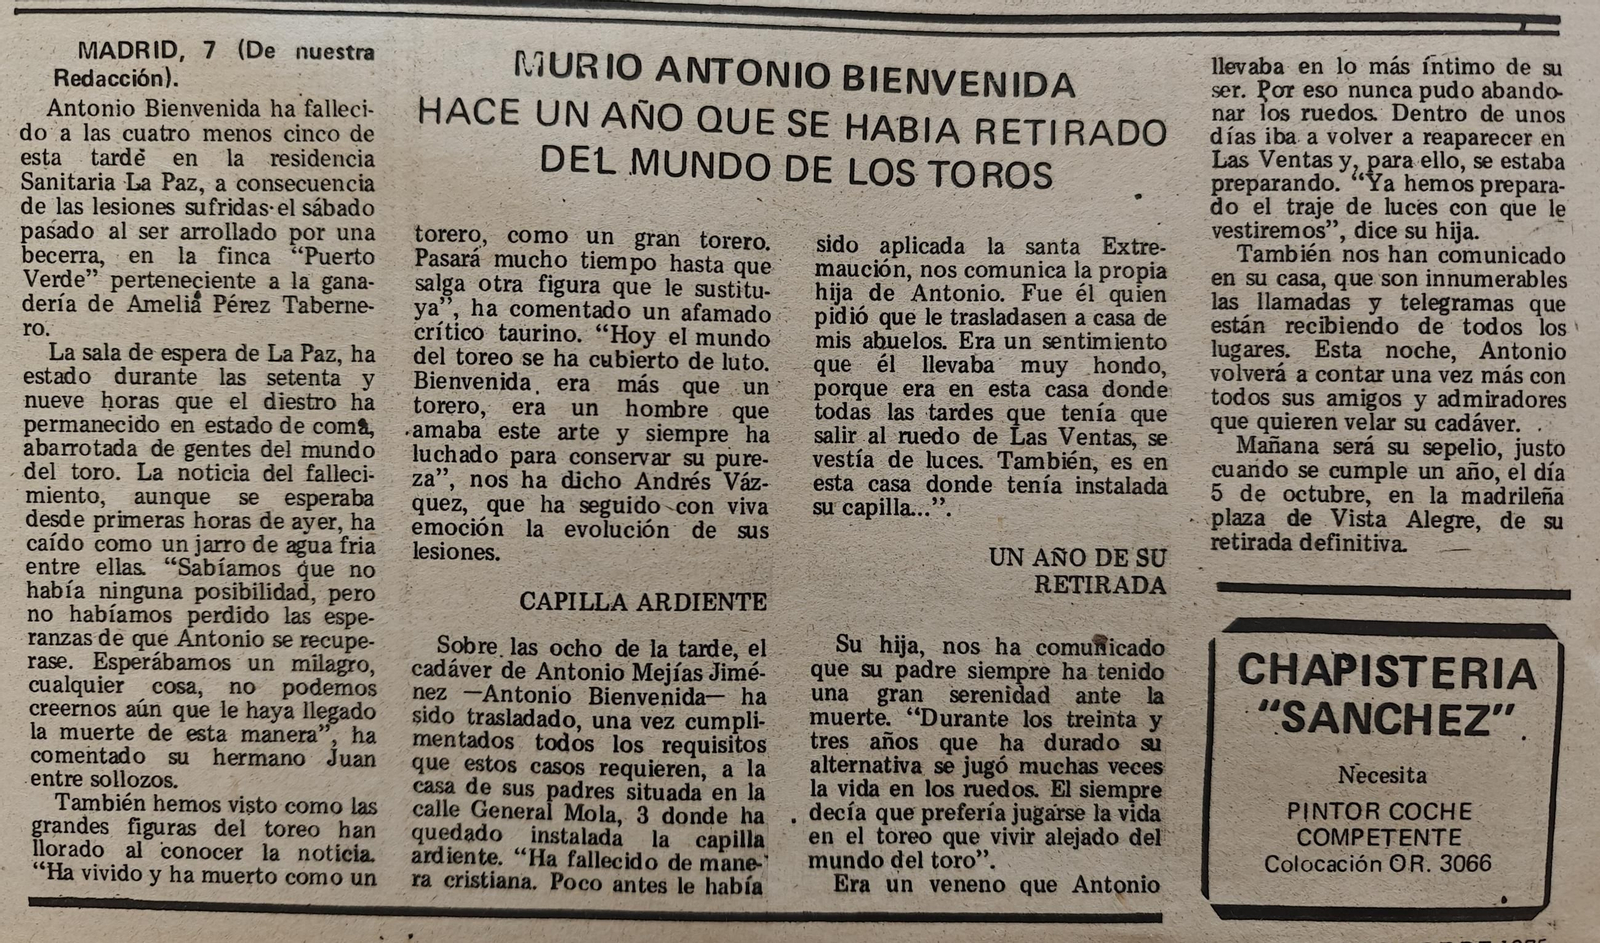 MADRID, 7 (De nuestra
Redacción).
Antonio Bienvenida ha falleci-
do a las cuatro menos cinco de
esta tarde en la residencia
Sanitaria La Paz, a consecuencia
de las lesiones sufridas el sábado
pasado al ser arrollado por una
becerra, en la finca “Puerto
Verde” perteneciente a la gana-
dería de Amelia Pérez Taberne-
ro.
La sala de espera de La Paz, ha
estado durante las setenta y
nueve horas que el diestro ha
permanecido en estado de coma,
abarrotada de gentes del mundo
del toro. La noticia del falleci-
miento, aunque se esperaba
desde primeras horas de ayer, ha
caído como un jarro de agua fria
entre ellas. “Sabíamos que no
había ninguna posibilidad, pero
no habíamos perdido las espe-
ranzas de que Antonio se recupe-
rase. Esperábamos un milagro,
cualquier cosa, no podemos
creernos aún que le haya llegado
la muerte de esta manera”, ha
comentado su hermano Juan
entre sollozos.
También hemos visto como las
grandes figuras del toreo han
llorado al conocer la noticia.
“Ha vivido y ha muerto como un
MURIO ANTONIO BIENVENIDA
HACE UN AÑO QUE SE HABIA RETIRADO
DEL MUNDO DE LOS TOROS
torero, como un gran torero.
Pasará mucho tiempo hasta que
salga otra figura que le sustitu-
ya”, ha comentado un afamado
crítico taurino. “Hoy el mundo
del toreo se ha cubierto de luto.
Bienvenida era más que un
torero, era un hombre que
amaba este arte y siempre ha
luchado para conservar su pure-
za”, nos ha dicho Andrés Váz-
quez, que ha seguido con viva
emoción la evolución de sus
lesiones.
CAPILLA ARDIENTE
Sobre las ocho de la tarde, el
cadáver de Antonio Mejías Jimé-
nez —Antonio Bienvenida— ha
sido trasladado, una vez cumpli-
mentados todos los requisitos
que estos casos requieren, a la
casa de sus padres situada en la
calle General Mola, 3 donde ha
quedado instalada la capilla
ardiente. “Ha fallecido de mane-
ra cristiana. Poco antes le había
sido aplicada la santa Extre-
maución, nos comunica la propia
hija de Antonio. Fue él quien
pidió que le trasladasen a casa de
mis abuelos. Era un sentimiento
que él llevaba muy hondo,
porque era en esta casa donde
todas las tardes que tenía que
salir al ruedo de Las Ventas, se
vestía de luces. También, es en
esta casa donde tenía instalada
su capilla...”.
UN AÑO DE SU
RETIRADA
Su hija, nos ha comunicado
que su padre siempre ha tenido
una gran serenidad ante la
muerte. “Durante los treinta y
tres años que ha durado su
alternativa se jugó muchas veces
la vida en los ruedos. El siempre
decía que prefería jugarse la vida
en el toreo que vivir alejado del
mundo del toro”.
Era un veneno que Antonio
llevaba en lo más íntimo de su
ser. Por eso nunca pudo abando-
nar los ruedos. Dentro de unos
días iba a volver a reaparecer en
Las Ventas y, para ello, se estaba
preparando. “Ya hemos prepara-
do el traje de luces con que le
vestiremos”, dice su hija.
También nos han comunicado
en su casa, que son innumerables
las llamadas y telegramas que
están recibiendo de todos los
lugares. Esta noche, Antonio
volverá a contar una vez más con
todos sus amigos y admiradores
que quieren velar su cadáver.
Mañana será su sepelio, justo
cuando se cumple un año, el día
5 de octubre, en la madrileña
plaza de Vista Alegre, de su
retirada definitiva.
CHAPISTERIA
“SANCHEZ”
Necesita
PINTOR COCHE
COMPETENTE
Colocación OR. 3066